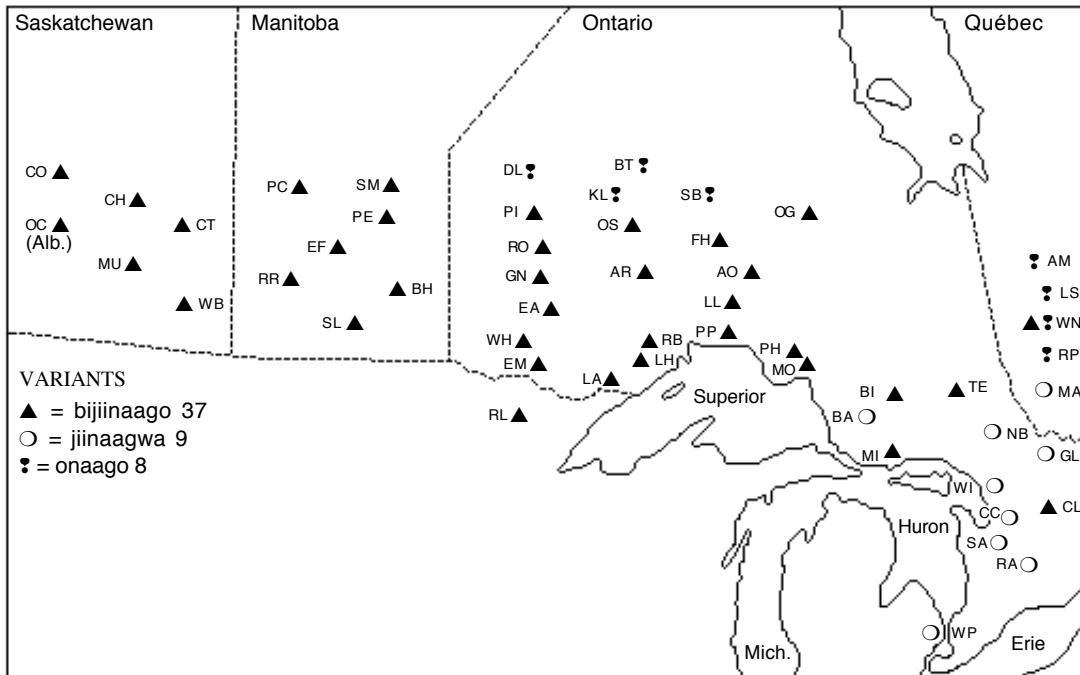 Saskatchewan Manitoba Ontario Québec
CO
CH
OC
(Alb.)
CT
MU
WB
PC
SM
PE
EF
RR
BH
SL
DL
BT
KL
SB
PI
OS
OG
RO
FH
GN
AR
AO
EA
LL
WH
RB
PP
EM
LH
PH
LA
MO
RL
AM
LS
WN
RP
MA
BI
TE
BA
NB
GL
MI
WI
CC
CL
SA
RA
WP
Superior
Huron
Mich.
Erie
VARIANTS
▲ = bijiinaago 37
❍ = jiinaagwa 9
❢ = onaago 8